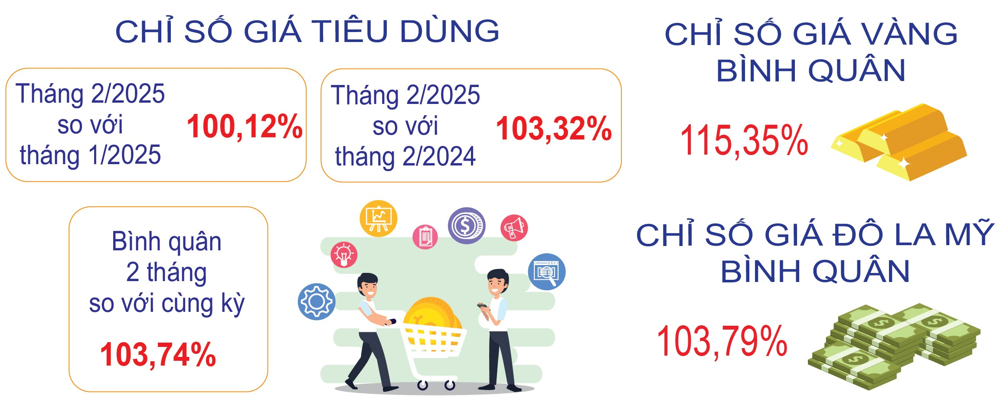 CHỈ SỐ GIÁ TIÊU DÙNG
Tháng 2/2025
so với
tháng 1/2025
100,12%
Tháng 2/2025
so với
tháng 2/2024
103,32%
Bình quân
2 tháng
so với cùng kỳ
103,74%
CHỈ SỐ GIÁ VÀNG
BÌNH QUÂN
115,35%
CHỈ SỐ GIÁ ĐÔ LA MỸ
BÌNH QUÂN
103,79%